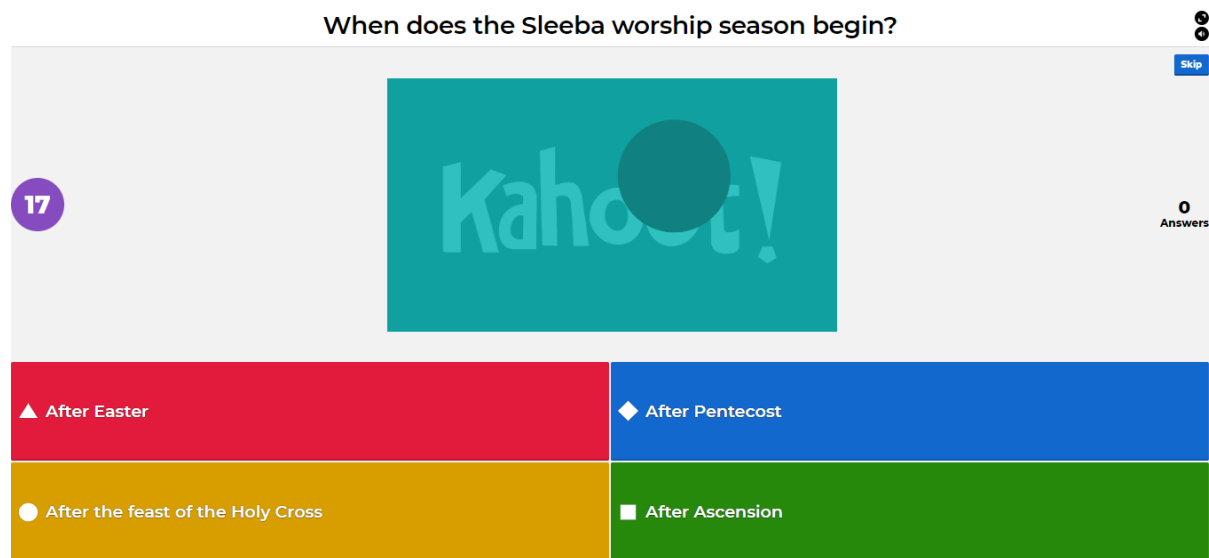 When does the Sleeba worship season begin?
Skip
Kahoot!
17
0
Answers
After Easter
After Pentecost
After the feast of the Holy Cross
After Ascension